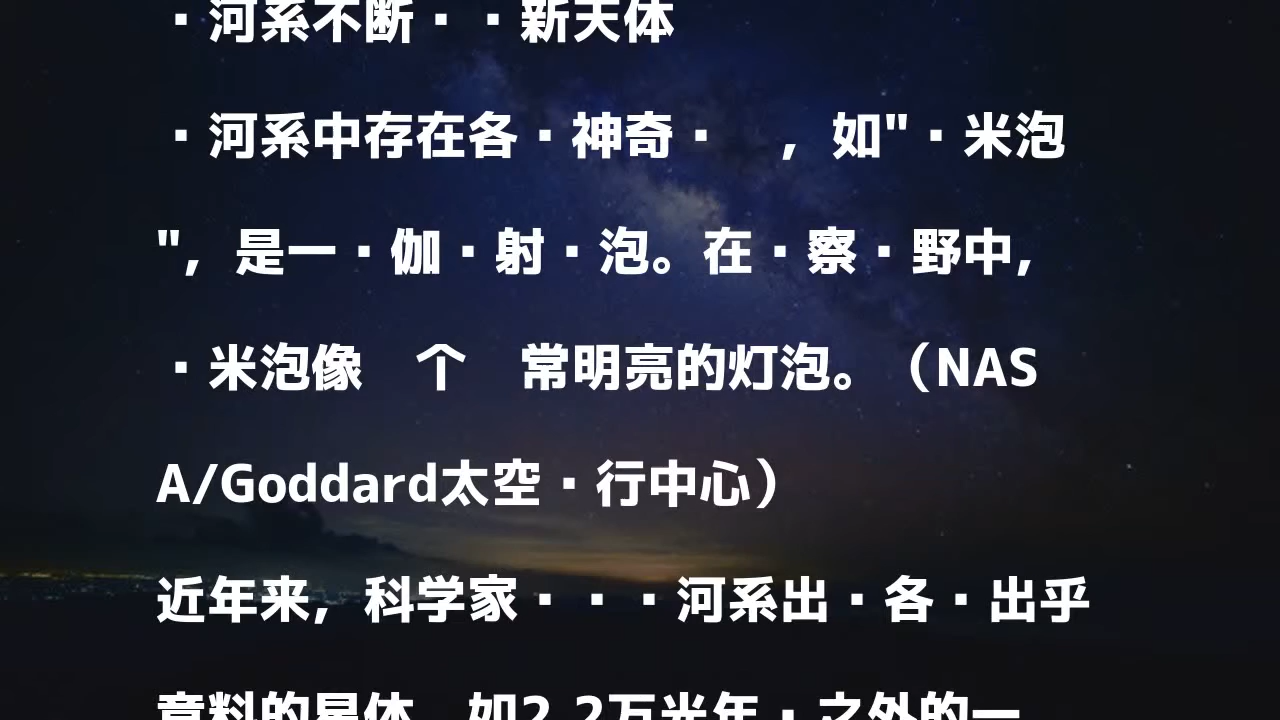 ·河系不断··新天体
·河系中存在各·神奇· ，如"·米泡
"，是一·伽·射·泡。在·察·野中，
·米泡像 个 常明亮的灯泡。（NAS
A/Goddard太空·行中心）
近年来，科学家···河系出·各·出乎
意料的星体 如2.2万光年·之外的一